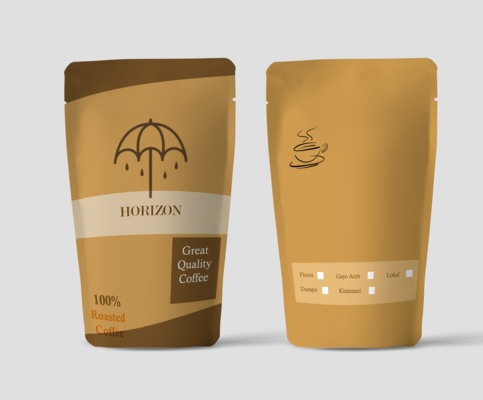 HORIZON
Great
Quality
Coffee
100%
Roasted
Coffee
Flores
Gayo Aceh
Lokal
Dampit
Kintamani